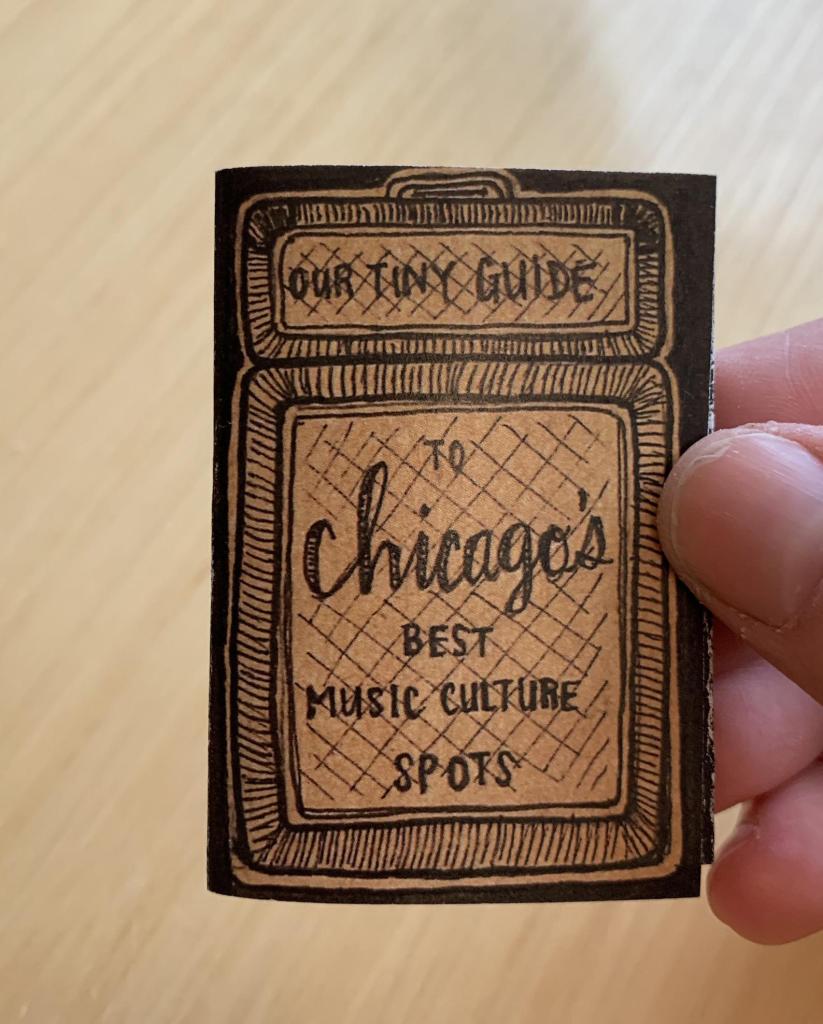 OUR TINY GUIDE
TO
Chicago's
BEST
MUSIC CULTURE
SPOTS